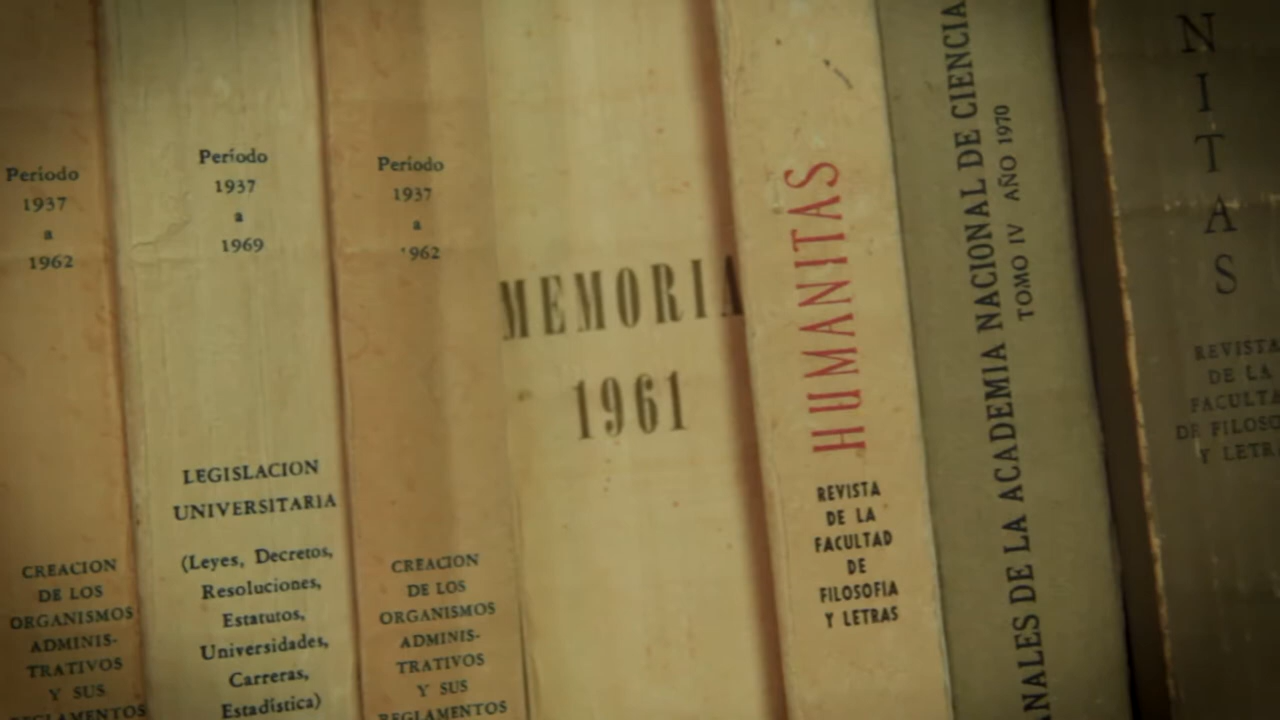 Período
1937
a
1962
CREACION
DE LOS
ORGANISMOS
ADMINIS-
TRATIVOS
Y SUS
REGLAMENTOS
Período
1937
a
1969
LEGISLACION
UNIVERSITARIA
(Leyes, Decretos,
Resoluciones,
Estatutos,
Universidades,
Carreras,
Estadística)
Período
1937
a
1962
CREACION
DE LOS
ORGANISMOS
ADMINIS-
TRATIVOS
Y SUS
REGLAMENTOS
MEMORIA
1961
HUMANITAS
REVISTA
DE LA
FACULTAD
DE
FILOSOFIA
Y LETRAS
ANALES DE LA ACADEMIA NACIONAL DE CIENCIA
TOMO IV AÑO 1970
NITAS
REVISTA
DE LA
FACULTA
DE FILOSO
Y LETR